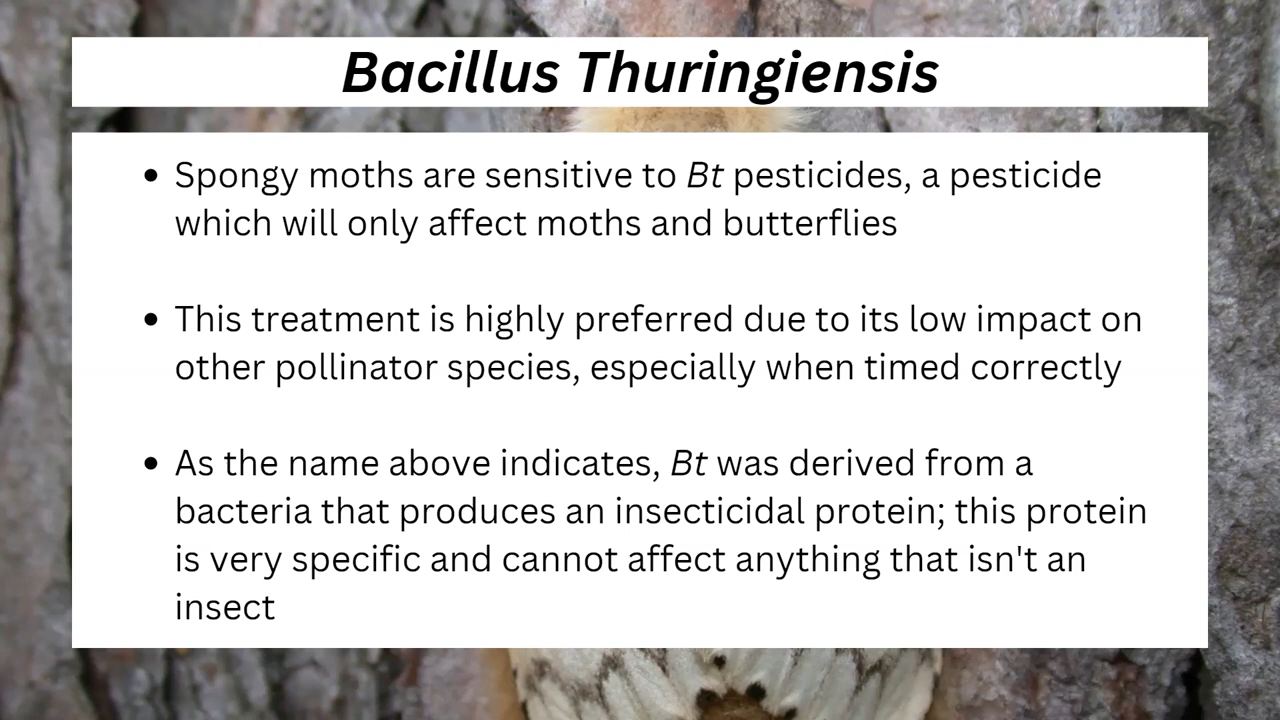 Bacillus Thuringiensis
• Spongy moths are sensitive to Bt pesticides, a pesticide
which will only affect moths and butterflies
• This treatment is highly preferred due to its low impact on
other pollinator species, especially when timed correctly
• As the name above indicates, Bt was derived from a
bacteria that produces an insecticidal protein; this protein
is very specific and cannot affect anything that isn't an
insect